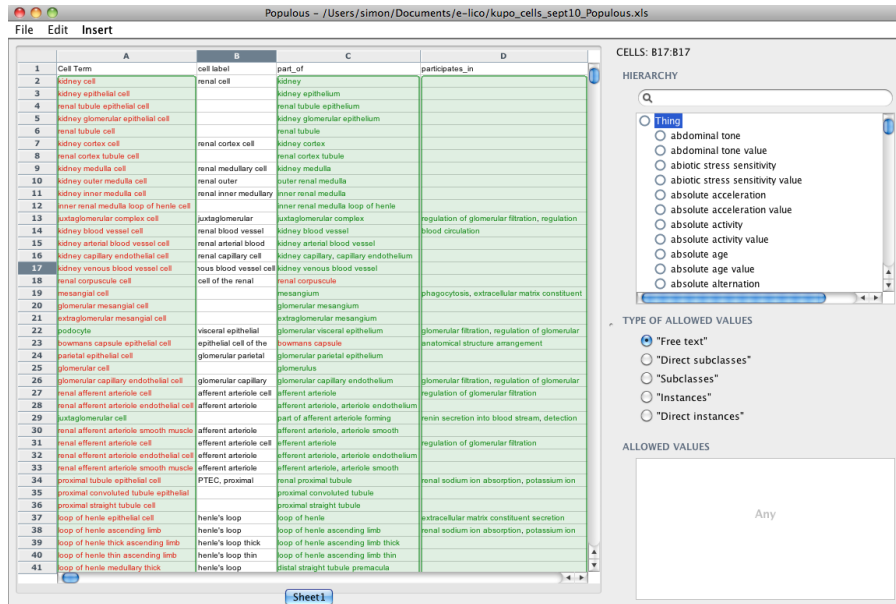 Populous – /Users/simon/Documents/e-lico/kupo_cells_sept10_Populous.xls
File Edit Insert
A B C D
1 Cell Term cell label part_of participates_in
2 kidney cell renal cell kidney
3 kidney epithelial cell kidney epithelium
4 renal tubule epithelial cell renal tubule epithelium
5 kidney glomerular epithelial cell kidney glomerular epithelium
6 renal tubule cell renal tubule
7 kidney cortex cell renal cortex cell kidney cortex
8 renal cortex tubule cell renal cortex tubule
9 kidney medulla cell renal medullary cell kidney medulla
10 kidney outer medulla cell renal outer outer renal medulla
11 kidney inner medulla cell renal inner medullary inner renal medulla
12 inner renal medulla loop of henle cell inner renal medulla loop of henle
13 juxtaglomerular complex cell juxtaglomerular juxtaglomerular complex regulation of glomerular filtration, regulation
14 kidney blood vessel cell renal blood vessel kidney blood vessel blood circulation
15 kidney arterial blood vessel cell renal arterial blood kidney arterial blood vessel
16 kidney capillary endothelial cell renal capillary cell kidney capillary, capillary endothelium
17 kidney venous blood vessel cell nous blood vessel cell kidney venous blood vessel
18 renal corpuscule cell cell of the renal renal corpuscule
19 mesangial cell mesangium phagocytosis, extracellular matrix constituent
20 glomerular mesangial cell glomerular mesangium
21 extraglomerular mesangial cell extraglomerular mesangium
22 podocyte visceral epithelial glomerular visceral epithelium glomerular filtration, regulation of glomerular
23 bowmans capsule epithelial cell epithelial cell of the bowmans capsule anatomical structure arrangement
24 parietal epithelial cell glomerular parietal glomerular parietal epithelium
25 glomerular cell glomerulus
26 glomerular capillary endothelial cell glomerular capillary glomerular capillary endothelium glomerular filtration, regulation of glomerular
27 renal afferent arteriole cell afferent arteriole cell afferent arteriole regulation of glomerular filtration
28 renal afferent arteriole endothelial cell afferent arteriole afferent arteriole, arteriole endothelium
29 juxtaglomerular cell part of afferent arteriole forming renin secretion into blood stream, detection
30 renal afferent arteriole smooth muscle afferent arteriole afferent arteriole, arteriole smooth
31 renal efferent arteriole cell efferent arteriole cell efferent arteriole regulation of glomerular filtration
32 renal efferent arteriole endothelial cell efferent arteriole efferent arteriole, arteriole endothelium
33 renal efferent arteriole smooth muscle efferent arteriole efferent arteriole, arteriole smooth
34 proximal tubule epithelial cell PTEC, proximal renal proximal tubule renal sodium ion absorption, potassium ion
35 proximal convoluted tubule epithelial proximal convoluted tubule
36 proximal straight tubule cell proximal straight tubule
37 loop of henle epithelial cell henle's loop loop of henle extracellular matrix constituent secretion
38 loop of henle ascending limb henle's loop loop of henle ascending limb renal sodium ion absorption, potassium ion
39 loop of henle thick ascending limb henle's loop thick loop of henle ascending limb thick
40 loop of henle thin ascending limb henle's loop thin loop of henle ascending limb thin
41 loop of henle medullary thick henle's loop distal straight tubule premacula
Sheet1
CELLS: B17:B17
HIERARCHY
Thing
abdominal tone
abdominal tone value
abiotic stress sensitivity
abiotic stress sensitivity value
absolute acceleration
absolute acceleration value
absolute activity
absolute activity value
absolute age
absolute age value
absolute alternation
TYPE OF ALLOWED VALUES
"Free text"
"Direct subclasses"
"Subclasses"
"Instances"
"Direct instances"
ALLOWED VALUES
Any